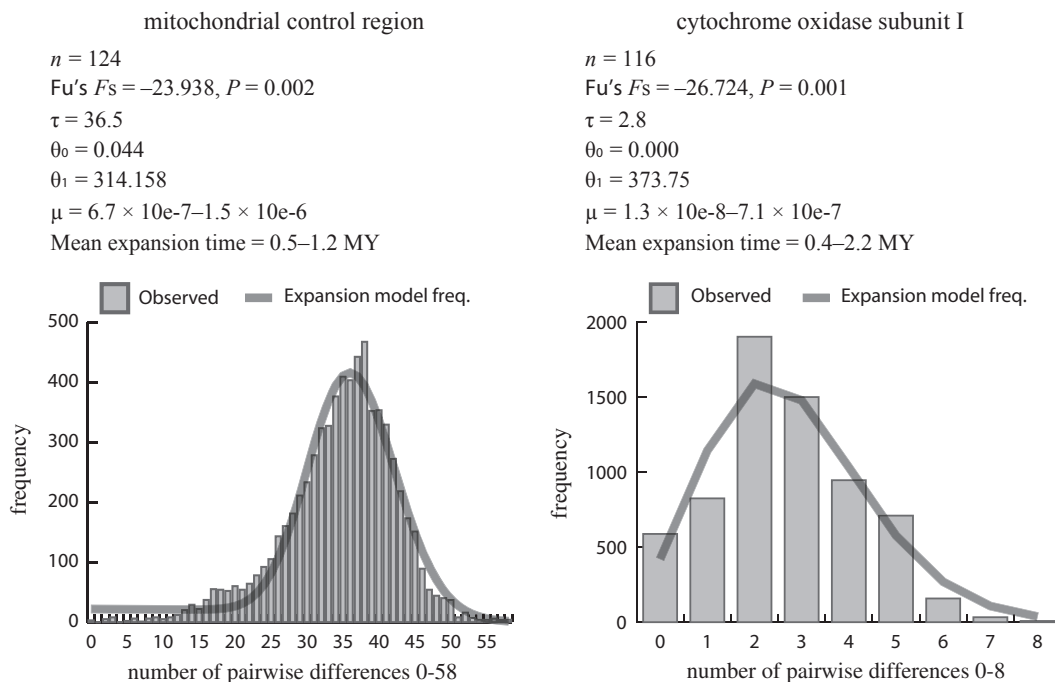 mitochondrial control region
n = 124
Fu's Fs = –23.938, P = 0.002
τ = 36.5
θ0 = 0.044
θ1 = 314.158
μ = 6.7 × 10e-7–1.5 × 10e-6
Mean expansion time = 0.5–1.2 MY
Observed
Expansion model freq.
500
400
300
200
100
0
frequency
0 5 10 15 20 25 30 35 40 45 50 55
number of pairwise differences 0-58
cytochrome oxidase subunit I
n = 116
Fu's Fs = –26.724, P = 0.001
τ = 2.8
θ0 = 0.000
θ1 = 373.75
μ = 1.3 × 10e-8–7.1 × 10e-7
Mean expansion time = 0.4–2.2 MY
Observed
Expansion model freq.
2000
1500
1000
500
0
frequency
0 1 2 3 4 5 6 7 8
number of pairwise differences 0-8